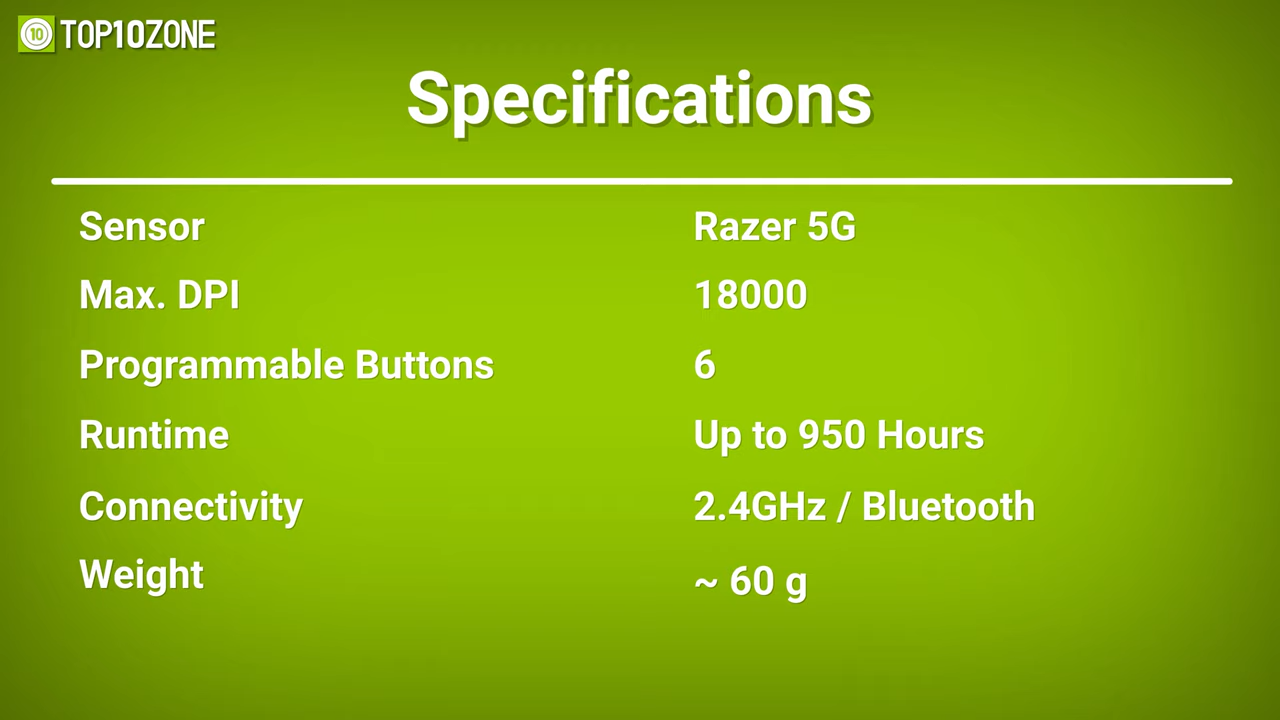 10 TOP10ZONE
Specifications
Sensor Razer 5G
Max. DPI 18000
Programmable Buttons 6
Runtime Up to 950 Hours
Connectivity 2.4GHz / Bluetooth
Weight ~ 60 g